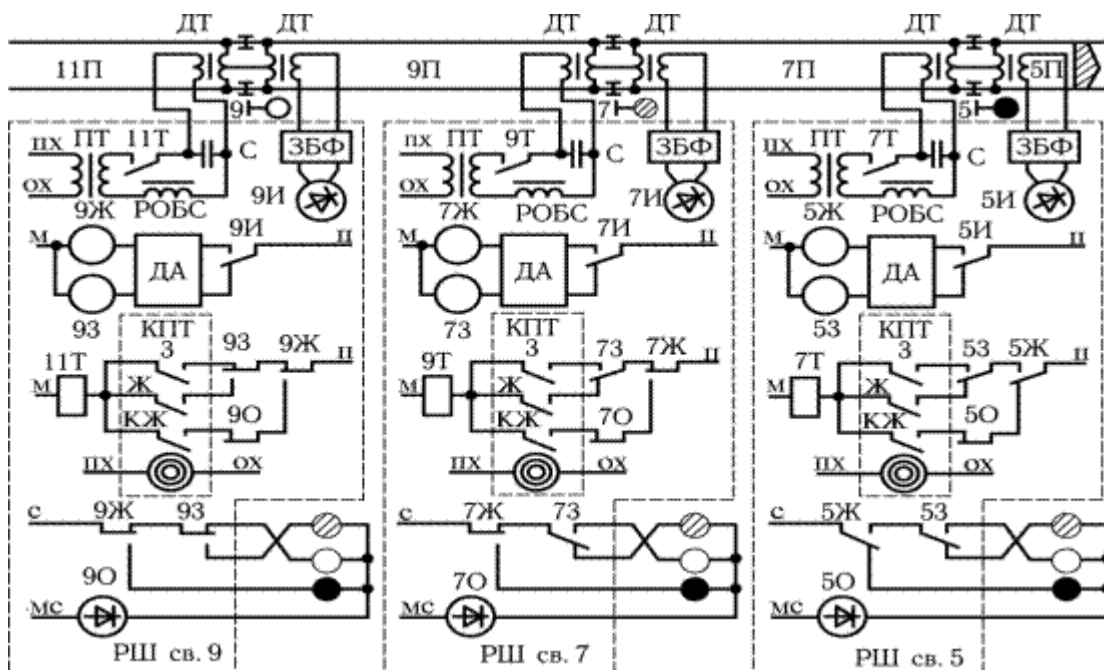 ДТ ДТ ДТ ДТ ДТ ДТ
11П 9П 7П 5П
9 7 5
ПХ ПТ 11Т С ЗБФ ПХ ПТ 9Т С ЗБФ ПХ ПТ 7Т С ЗБФ
ОХ РОБС 9И ОХ РОБС 7И ОХ РОБС 5И
9Ж 7Ж 5Ж
М ДА 9И П М ДА 7И П М ДА 5И П
93 73 53
КПТ КПТ КПТ
11Т З 93 9Ж П 9Т З 73 7Ж П 7Т З 53 5Ж П
М Ж М Ж М Ж
КЖ 9О КЖ 7О КЖ 5О
ПХ ОХ ПХ ОХ ПХ ОХ
С 9Ж 93 С 7Ж 73 С 5Ж 53
9О 7О 5О
МС МС МС
РШ св. 9 РШ св. 7 РШ св. 5